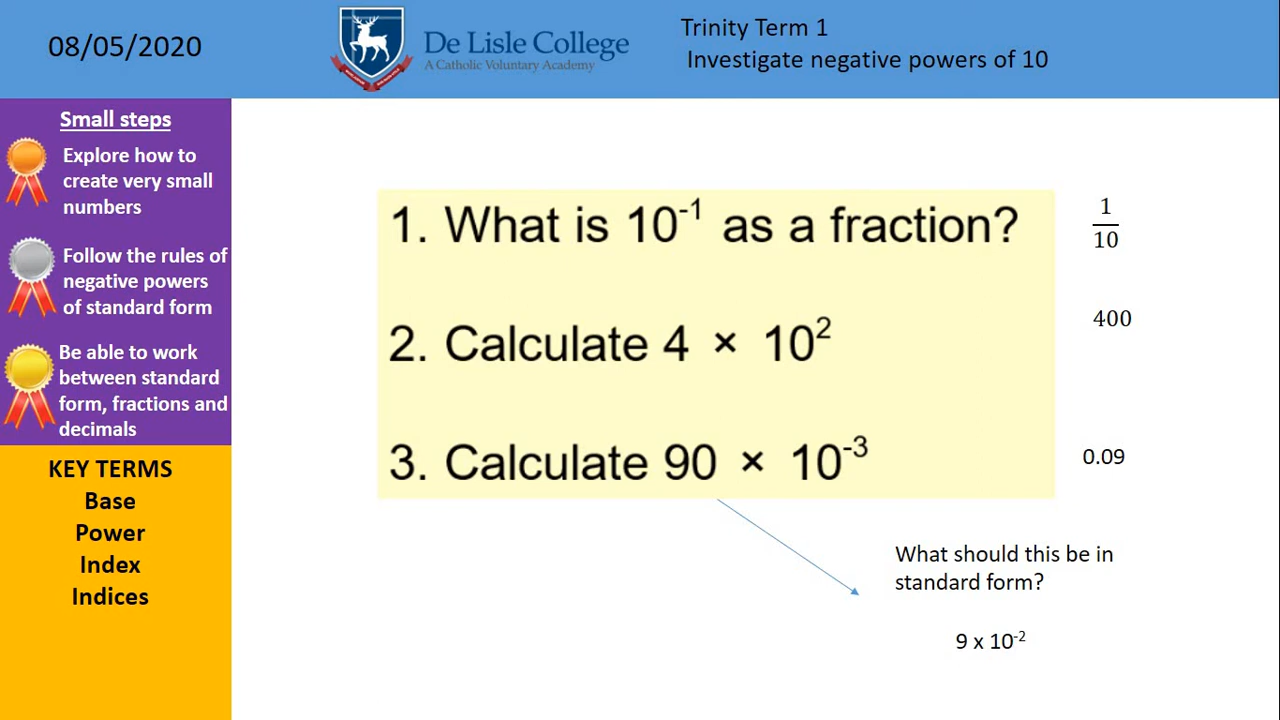 08/05/2020
De Lisle College
A Catholic Voluntary Academy
Trinity Term 1
Investigate negative powers of 10
Small steps
Explore how to
create very small
numbers
Follow the rules of
negative powers
of standard form
Be able to work
between standard
form, fractions and
decimals
KEY TERMS
Base
Power
Index
Indices
1. What is 10⁻¹ as a fraction?
1
10
2. Calculate 4 × 10²
400
3. Calculate 90 × 10⁻³
0.09
What should this be in
standard form?
9 x 10⁻²